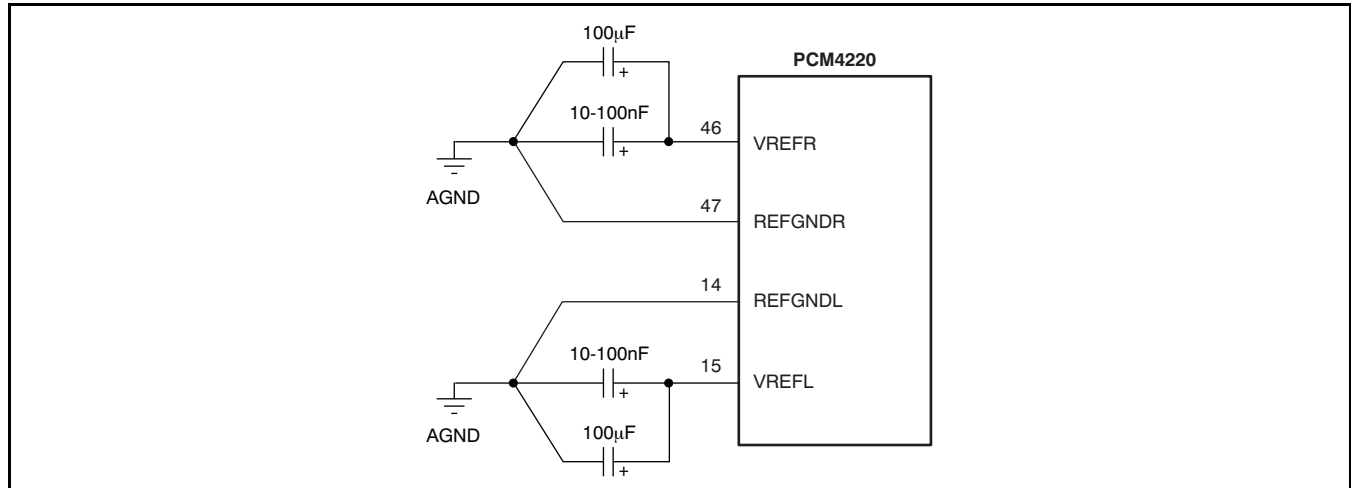 100μF
+
PCM4220
10-100nF
+
46
VREFR
AGND
47
REFGNDR
14
REFGNDL
10-100nF
+
15
VREFL
AGND
100μF
+